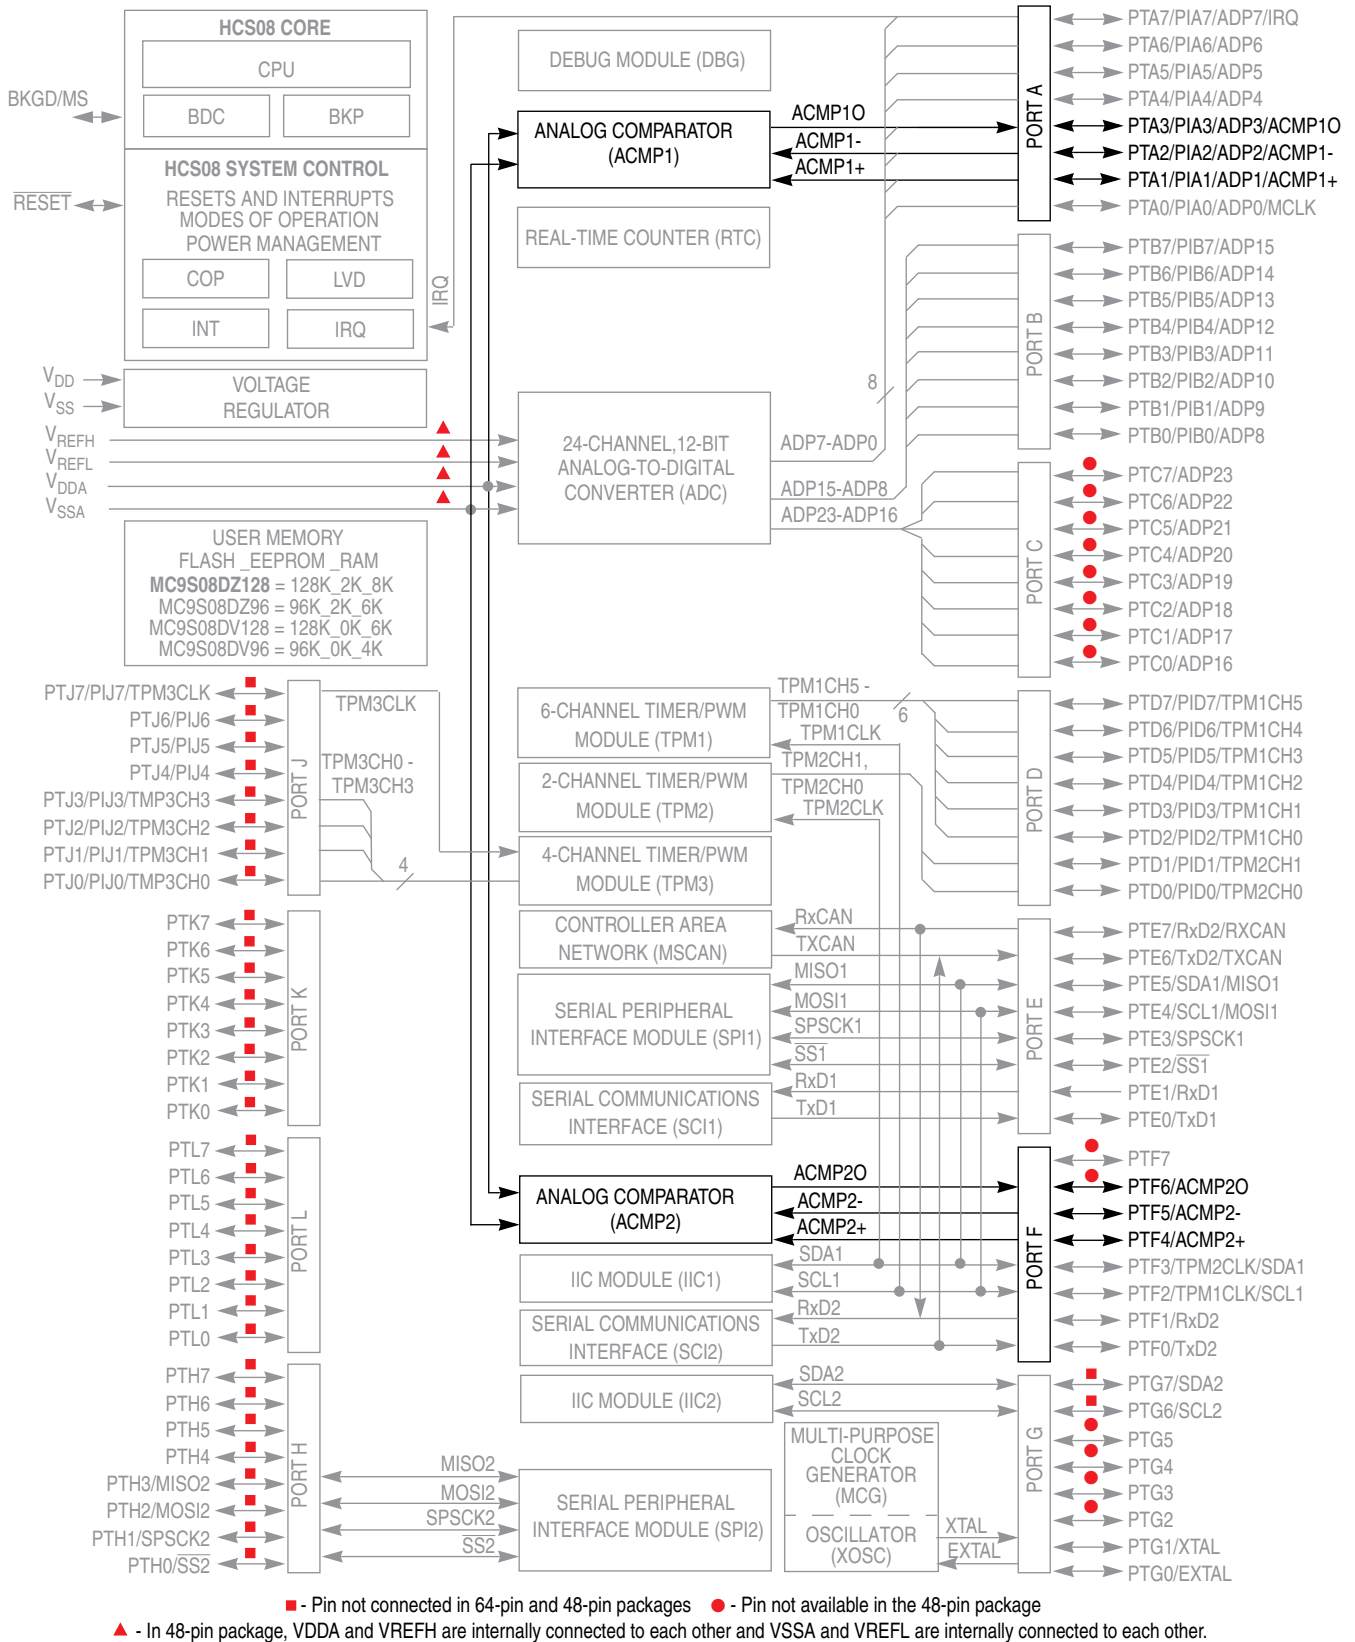 HCS08 CORE
CPU
BDC
BKP
BKGD/MS
HCS08 SYSTEM CONTROL
RESETS AND INTERRUPTS
MODES OF OPERATION
POWER MANAGEMENT
COP
LVD
INT
IRQ
RESET
IRQ
VDD
VSS
VOLTAGE
REGULATOR
VREFH
VREFL
VDDA
VSSA
USER MEMORY
FLASH _EEPROM _RAM
MC9S08DZ128 = 128K_2K_8K
MC9S08DZ96 = 96K_2K_6K
MC9S08DV128 = 128K_0K_6K
MC9S08DV96 = 96K_0K_4K
DEBUG MODULE (DBG)
ANALOG COMPARATOR
(ACMP1)
ACMP1O
ACMP1-
ACMP1+
REAL-TIME COUNTER (RTC)
24-CHANNEL,12-BIT
ANALOG-TO-DIGITAL
CONVERTER (ADC)
8
ADP7-ADP0
ADP15-ADP8
ADP23-ADP16
PORT A
PTA7/PIA7/ADP7/IRQ
PTA6/PIA6/ADP6
PTA5/PIA5/ADP5
PTA4/PIA4/ADP4
PTA3/PIA3/ADP3/ACMP1O
PTA2/PIA2/ADP2/ACMP1-
PTA1/PIA1/ADP1/ACMP1+
PTA0/PIA0/ADP0/MCLK
PORT B
PTB7/PIB7/ADP15
PTB6/PIB6/ADP14
PTB5/PIB5/ADP13
PTB4/PIB4/ADP12
PTB3/PIB3/ADP11
PTB2/PIB2/ADP10
PTB1/PIB1/ADP9
PTB0/PIB0/ADP8
PORT C
PTC7/ADP23
PTC6/ADP22
PTC5/ADP21
PTC4/ADP20
PTC3/ADP19
PTC2/ADP18
PTC1/ADP17
PTC0/ADP16
PTJ7/PIJ7/TPM3CLK
PTJ6/PIJ6
PTJ5/PIJ5
PTJ4/PIJ4
PTJ3/PIJ3/TMP3CH3
PTJ2/PIJ2/TPM3CH2
PTJ1/PIJ1/TPM3CH1
PTJ0/PIJ0/TMP3CH0
PORT J
TPM3CLK
TPM3CH0 -
TPM3CH3
4
6-CHANNEL TIMER/PWM
MODULE (TPM1)
TPM1CH5 -
TPM1CH0
6
TPM1CLK
2-CHANNEL TIMER/PWM
MODULE (TPM2)
TPM2CH1,
TPM2CH0
TPM2CLK
4-CHANNEL TIMER/PWM
MODULE (TPM3)
PORT D
PTD7/PID7/TPM1CH5
PTD6/PID6/TPM1CH4
PTD5/PID5/TPM1CH3
PTD4/PID4/TPM1CH2
PTD3/PID3/TPM1CH1
PTD2/PID2/TPM1CH0
PTD1/PID1/TPM2CH1
PTD0/PID0/TPM2CH0
PTK7
PTK6
PTK5
PTK4
PTK3
PTK2
PTK1
PTK0
PORT K
CONTROLLER AREA
NETWORK (MSCAN)
RxCAN
TXCAN
SERIAL PERIPHERAL
INTERFACE MODULE (SPI1)
MISO1
MOSI1
SPSCK1
SS1
SERIAL COMMUNICATIONS
INTERFACE (SCI1)
RxD1
TxD1
PORT E
PTE7/RxD2/RXCAN
PTE6/TxD2/TXCAN
PTE5/SDA1/MISO1
PTE4/SCL1/MOSI1
PTE3/SPSCK1
PTE2/SS1
PTE1/RxD1
PTE0/TxD1
PTL7
PTL6
PTL5
PTL4
PTL3
PTL2
PTL1
PTL0
PORT L
ANALOG COMPARATOR
(ACMP2)
ACMP2O
ACMP2-
ACMP2+
IIC MODULE (IIC1)
SDA1
SCL1
SERIAL COMMUNICATIONS
INTERFACE (SCI2)
RxD2
TxD2
PORT F
PTF7
PTF6/ACMP2O
PTF5/ACMP2-
PTF4/ACMP2+
PTF3/TPM2CLK/SDA1
PTF2/TPM1CLK/SCL1
PTF1/RxD2
PTF0/TxD2
PTH7
PTH6
PTH5
PTH4
PTH3/MISO2
PTH2/MOSI2
PTH1/SPSCK2
PTH0/SS2
PORT H
MISO2
MOSI2
SPSCK2
SS2
IIC MODULE (IIC2)
SDA2
SCL2
SERIAL PERIPHERAL
INTERFACE MODULE (SPI2)
MULTI-PURPOSE
CLOCK
GENERATOR
(MCG)
OSCILLATOR
(XOSC)
XTAL
EXTAL
PORT G
PTG7/SDA2
PTG6/SCL2
PTG5
PTG4
PTG3
PTG2
PTG1/XTAL
PTG0/EXTAL
- Pin not connected in 64-pin and 48-pin packages
- Pin not available in the 48-pin package
- In 48-pin package, VDDA and VREFH are internally connected to each other and VSSA and VREFL are internally connected to each other.